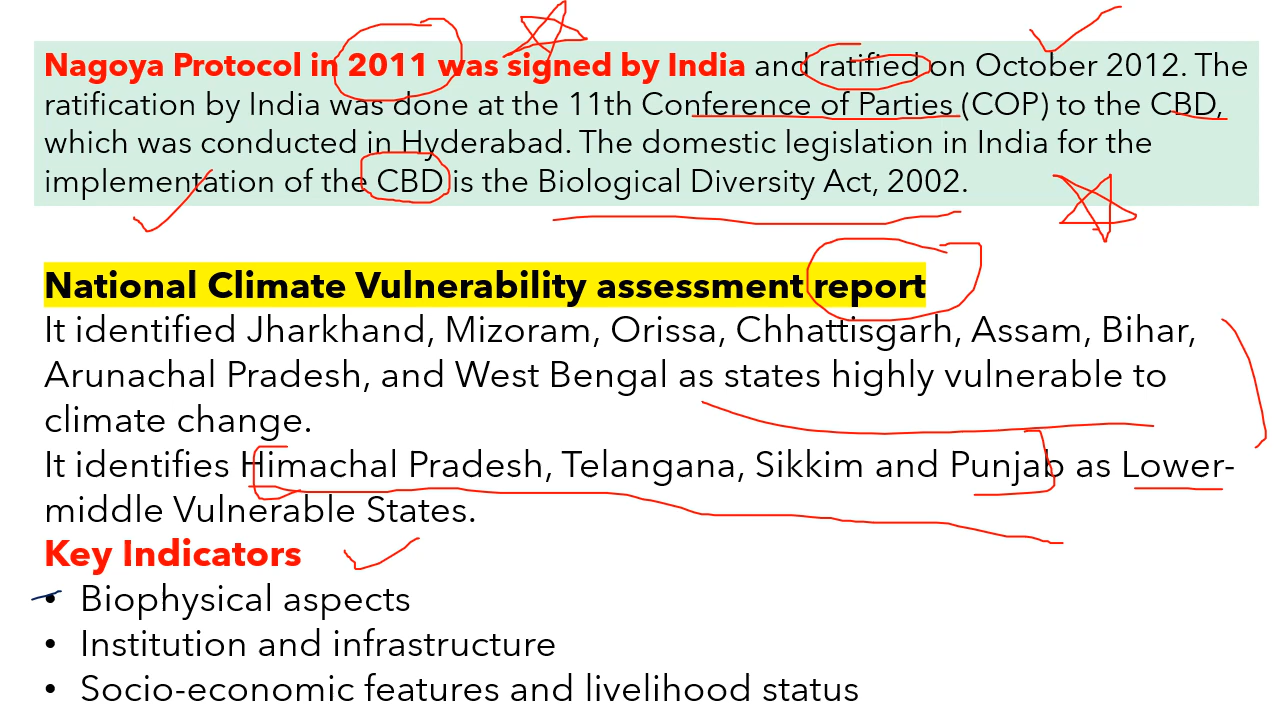 Nagoya Protocol in 2011 was signed by India and ratified on October 2012. The
ratification by India was done at the 11th Conference of Parties (COP) to the CBD,
which was conducted in Hyderabad. The domestic legislation in India for the
implementation of the CBD is the Biological Diversity Act, 2002.
National Climate Vulnerability assessment report
It identified Jharkhand, Mizoram, Orissa, Chhattisgarh, Assam, Bihar,
Arunachal Pradesh, and West Bengal as states highly vulnerable to
climate change.
It identifies Himachal Pradesh, Telangana, Sikkim and Punjab as Lower-
middle Vulnerable States.
Key Indicators
• Biophysical aspects
• Institution and infrastructure
• Socio-economic features and livelihood status